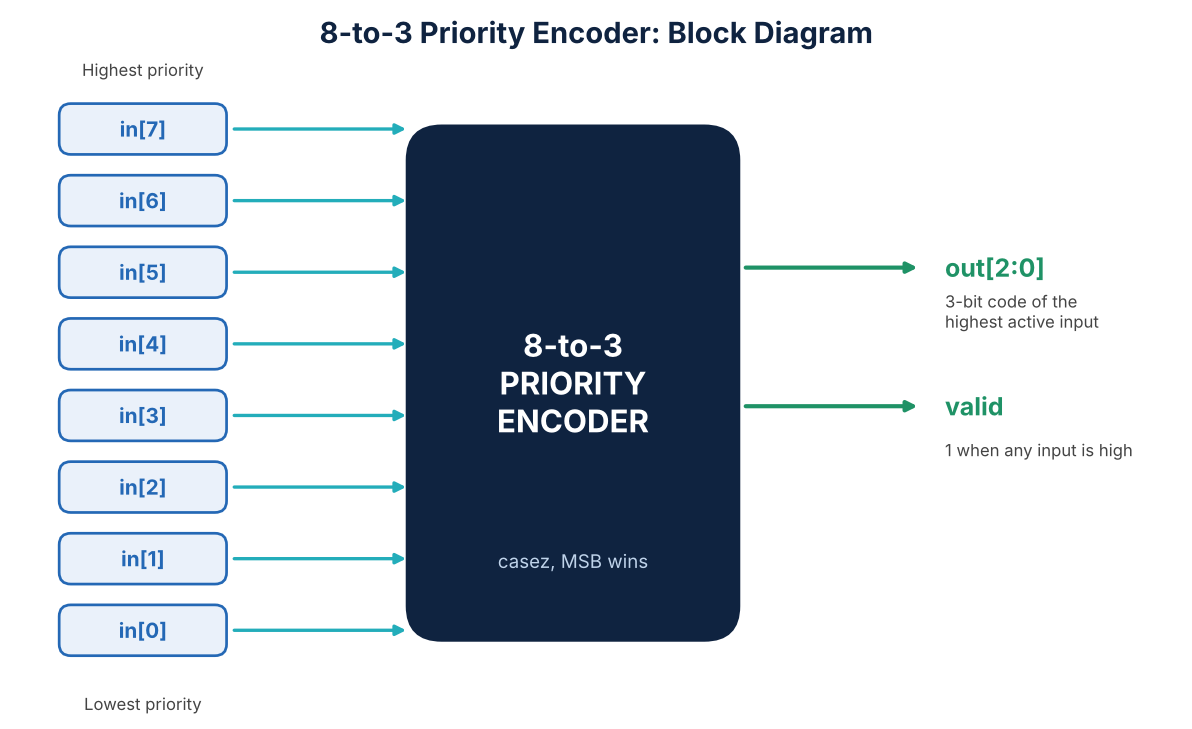 8-to-3 Priority Encoder: Block Diagram
Highest priority
in[7]
in[6]
in[5]
in[4]
in[3]
in[2]
in[1]
in[0]
Lowest priority
8-to-3
PRIORITY
ENCODER
casez, MSB wins
out[2:0]
3-bit code of the
highest active input
valid
1 when any input is high